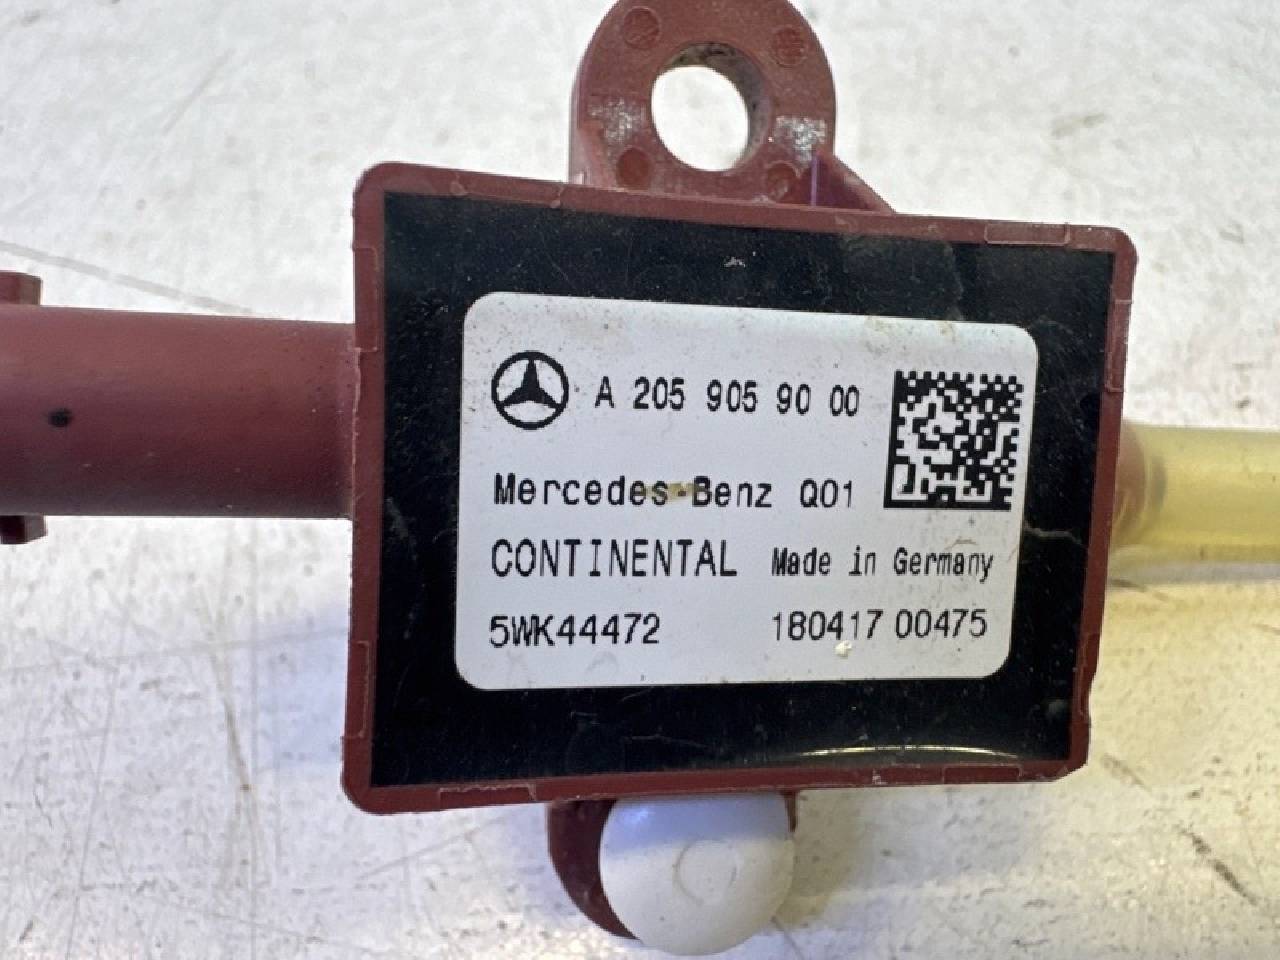 A 205 905 90 00
Mercedes-Benz Q01
CONTINENTAL Made in Germany
5WK44472 180417 00475